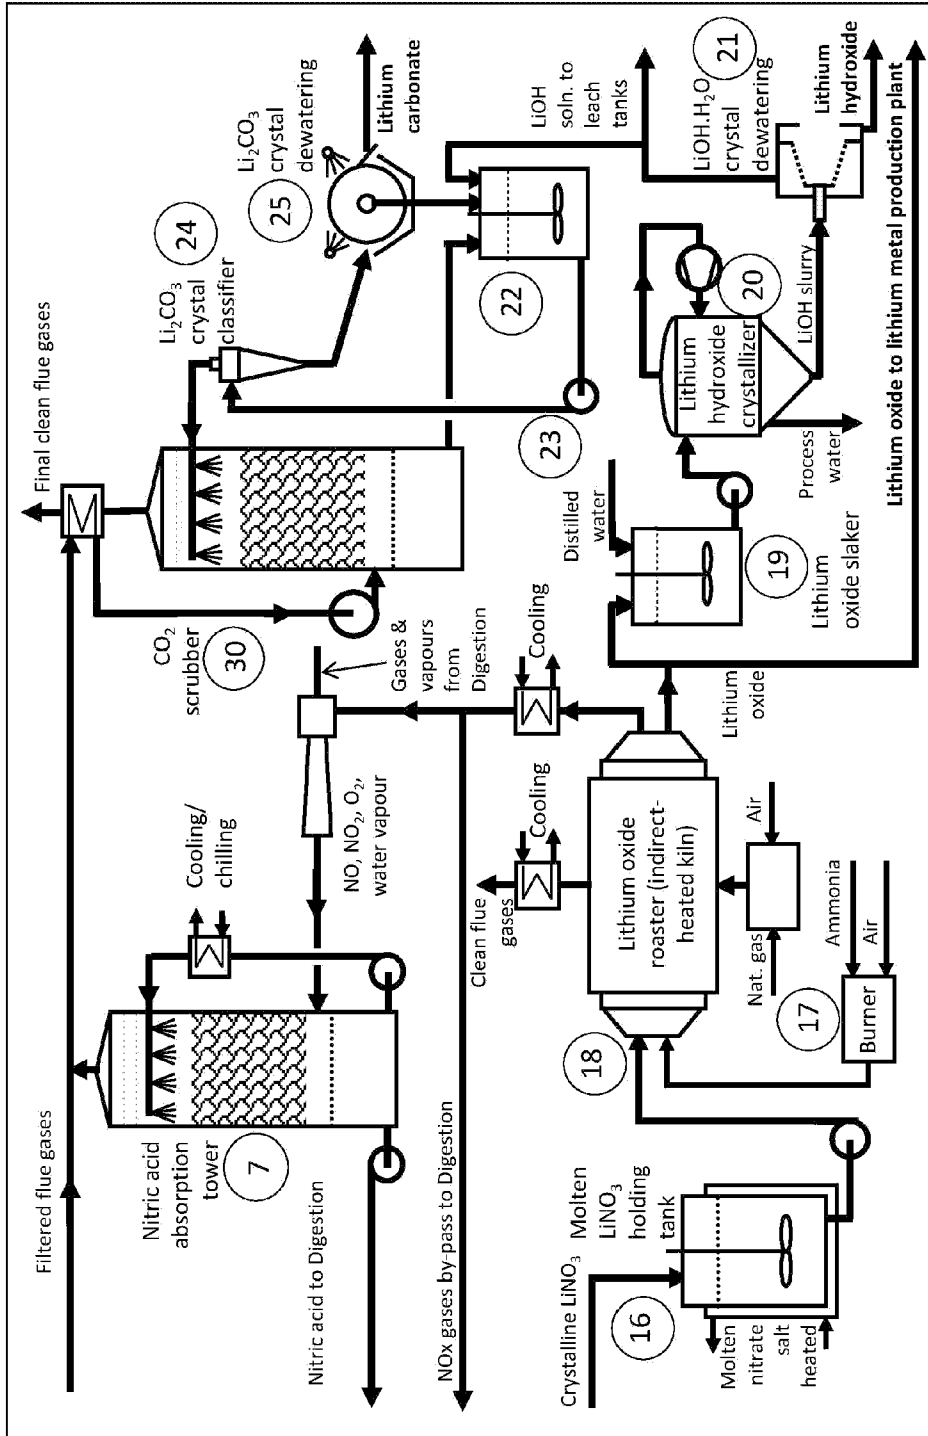 Filtered flue gases
Final clean flue gases
Nitric acid
absorption
tower
7
Cooling/
chilling
CO2
scrubber
30
Li2CO3
crystal
classifier
24
Li2CO3
crystal
dewatering
25
Lithium
carbonate
Nitric acid to Digestion
NO, NO2, O2,
water vapour
Gases &
vapours
from
Digestion
23
22
LiOH
soln. to
leach
tanks
NOx gases by-pass to Digestion
Clean flue
gases
Cooling
Cooling
Distilled
water
Lithium
hydroxide
crystallizer
20
LiOH.H2O
crystal
dewatering
21
Crystalline LiNO3
Molten
LiNO3
holding
tank
16
18
Lithium oxide
roaster (indirect-
heated kiln)
Lithium
oxide
19
Lithium
oxide slaker
Process
water
LiOH slurry
Lithium
hydroxide
Molten
nitrate
salt
heated
17
Burner
Ammonia
Air
Nat. gas
Air
Lithium oxide to lithium metal production plant